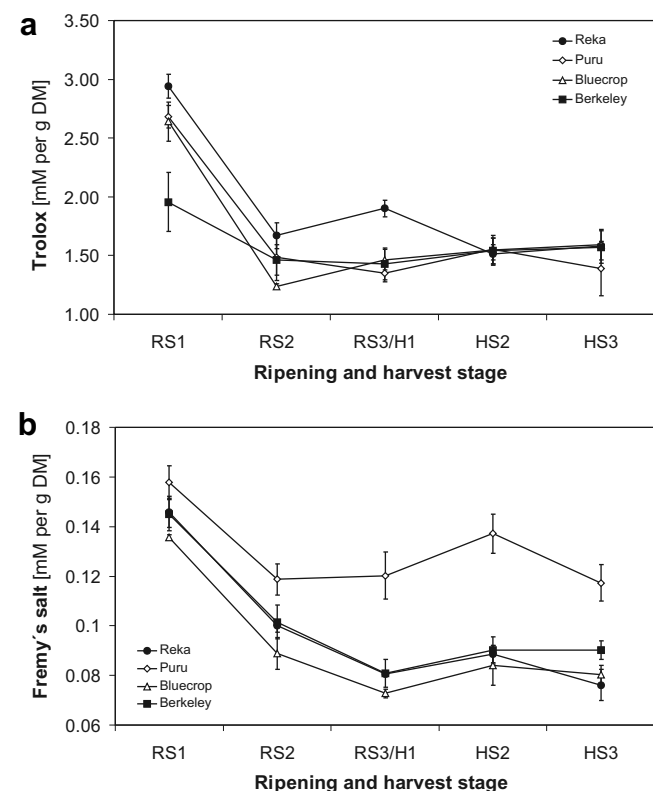 a
3.50
3.00
2.50
2.00
1.50
1.00
Trolox [mM per g DM]
Reka
Puru
Bluecrop
Berkeley
RS1 RS2 RS3/H1 HS2 HS3
Ripening and harvest stage
b
0.18
0.16
0.14
0.12
0.1
0.08
0.06
Fremy´s salt [mM per g DM]
Reka
Puru
Bluecrop
Berkeley
RS1 RS2 RS3/H1 HS2 HS3
Ripening and harvest stage